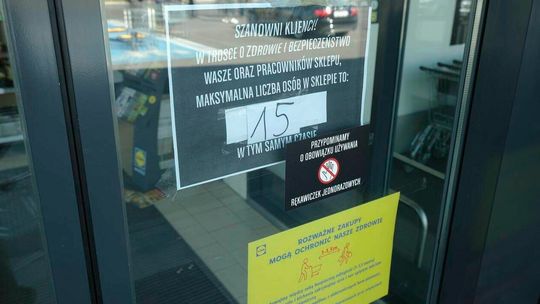 SZANOWNI KLIENCI!
W TROSCE O ZDROWIE I BEZPIECZEŃSTWO
WASZE ORAZ PRACOWNIKÓW SKLEPU,
MAKSYMALNA LICZBA OSÓB W SKLEPIE TO:
15
W TYM SAMYM CZASIE
PRZYPOMINAMY
O OBOWIĄZKU UŻYWANIA
RĘKAWICZEK JEDNORAZOWYCH
ROZWAŻNE ZAKUPY
MOGĄ OCHRONIĆ NASZE ZDROWIE